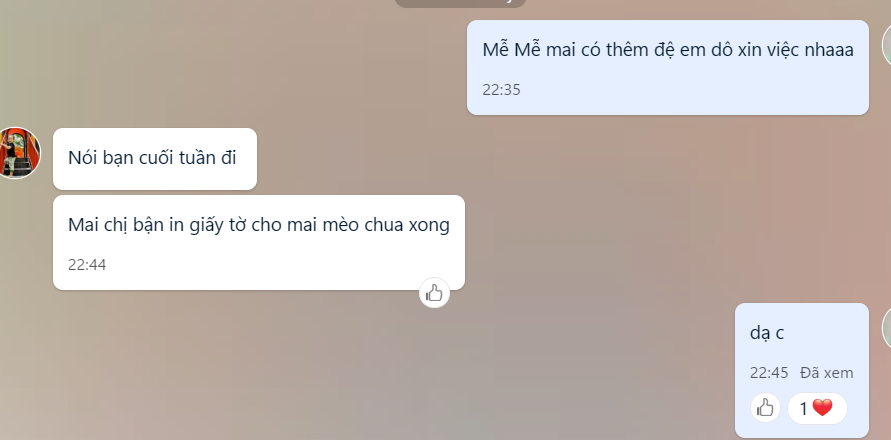 Mễ Mễ mai có thêm đệ em dô xin việc nhaaa
22:35
Nói bạn cuối tuần đi
Mai chị bận in giấy tờ cho mai mèo chua xong
22:44
dạ c
22:45 Đã xem
1 ❤️